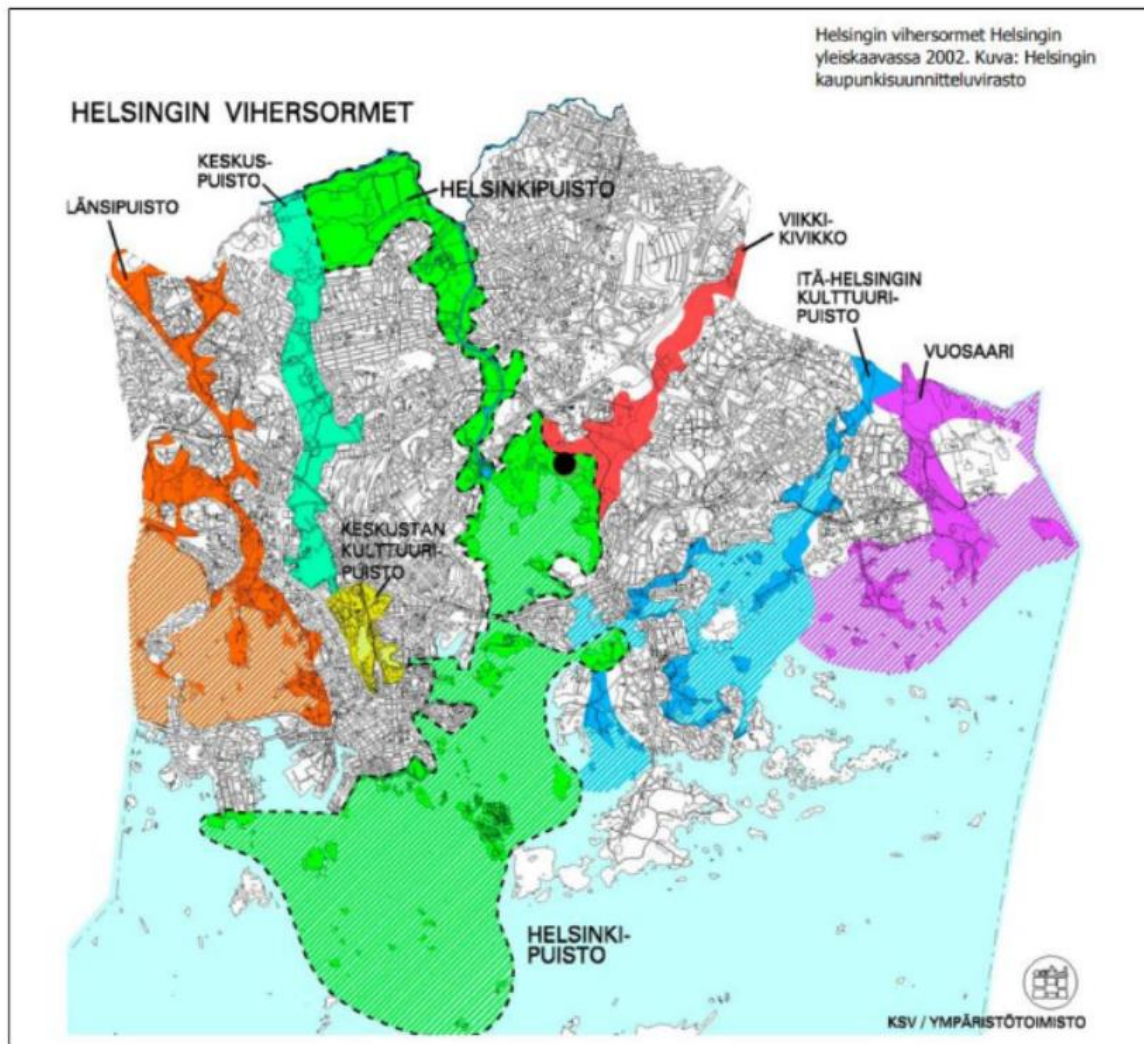 Helsingin vihersormet Helsingin
yleiskaavassa 2002. Kuva: Helsingin
kaupunkisuunnitteluvirasto
HELSINGIN VIHERSORMET
KESKUS-
PUISTO
HELSINKIPUISTO
LÄNSIPUISTO
VIIKKI-
KIVIKKO
ITÄ-HELSINGIN
KULTTUURI-
PUISTO
VUOSAARI
KESKUSTAN
KULTTUURI-
PUISTO
HELSINKI-
PUISTO
KSV / YMPÄRISTÖTOIMISTO